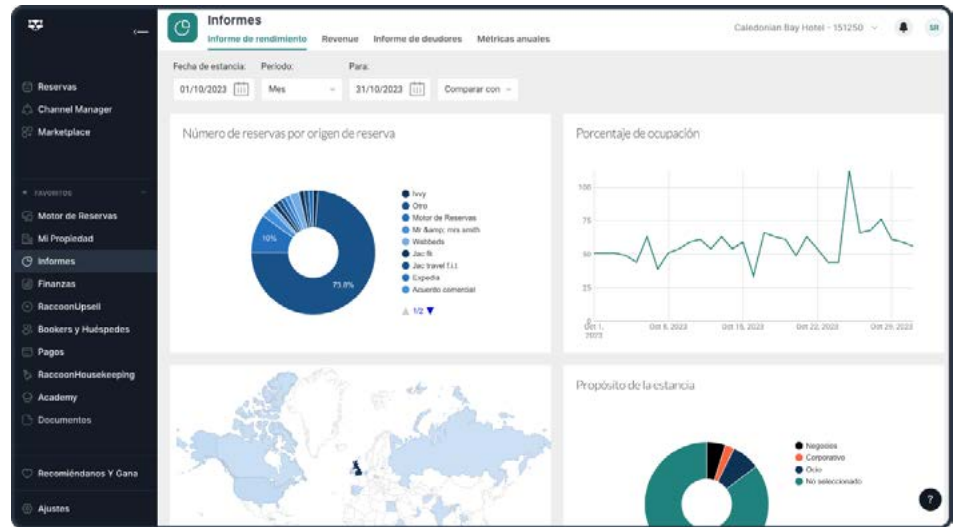 Informes
Caledonian Bay Hotel - 151250
SR
Informe de rendimiento
Revenue
Informe de deudores
Métricas anuales
Fecha de estancia:
Periodo:
Para:
01/10/2023
Mes
31/10/2023
Comparar con
Reservas
Channel Manager
Marketplace
FAVORITOS
Motor de Reservas
Mi Propiedad
Informes
Finanzas
RaccoonUpsell
Bookers y Huéspedes
Pagos
RaccoonHousekeeping
Academy
Documentos
Recomiéndanos Y Gana
Ajustes
Número de reservas por origen de reserva
10%
73.8%
Ivvy
Otro
Motor de Reservas
Mr &amp; mrs smith
Webbeds
Jac fit
Jac travel f.i.t
Expedia
Acuerdo comercial
1/2
Porcentaje de ocupación
100
75
50
25
0
Oct 1,
2023
Oct 8, 2023
Oct 15, 2023
Oct 22, 2023
Oct 29, 2023
Propósito de la estancia
Negocios
Corporativo
Ocio
No seleccionado
?